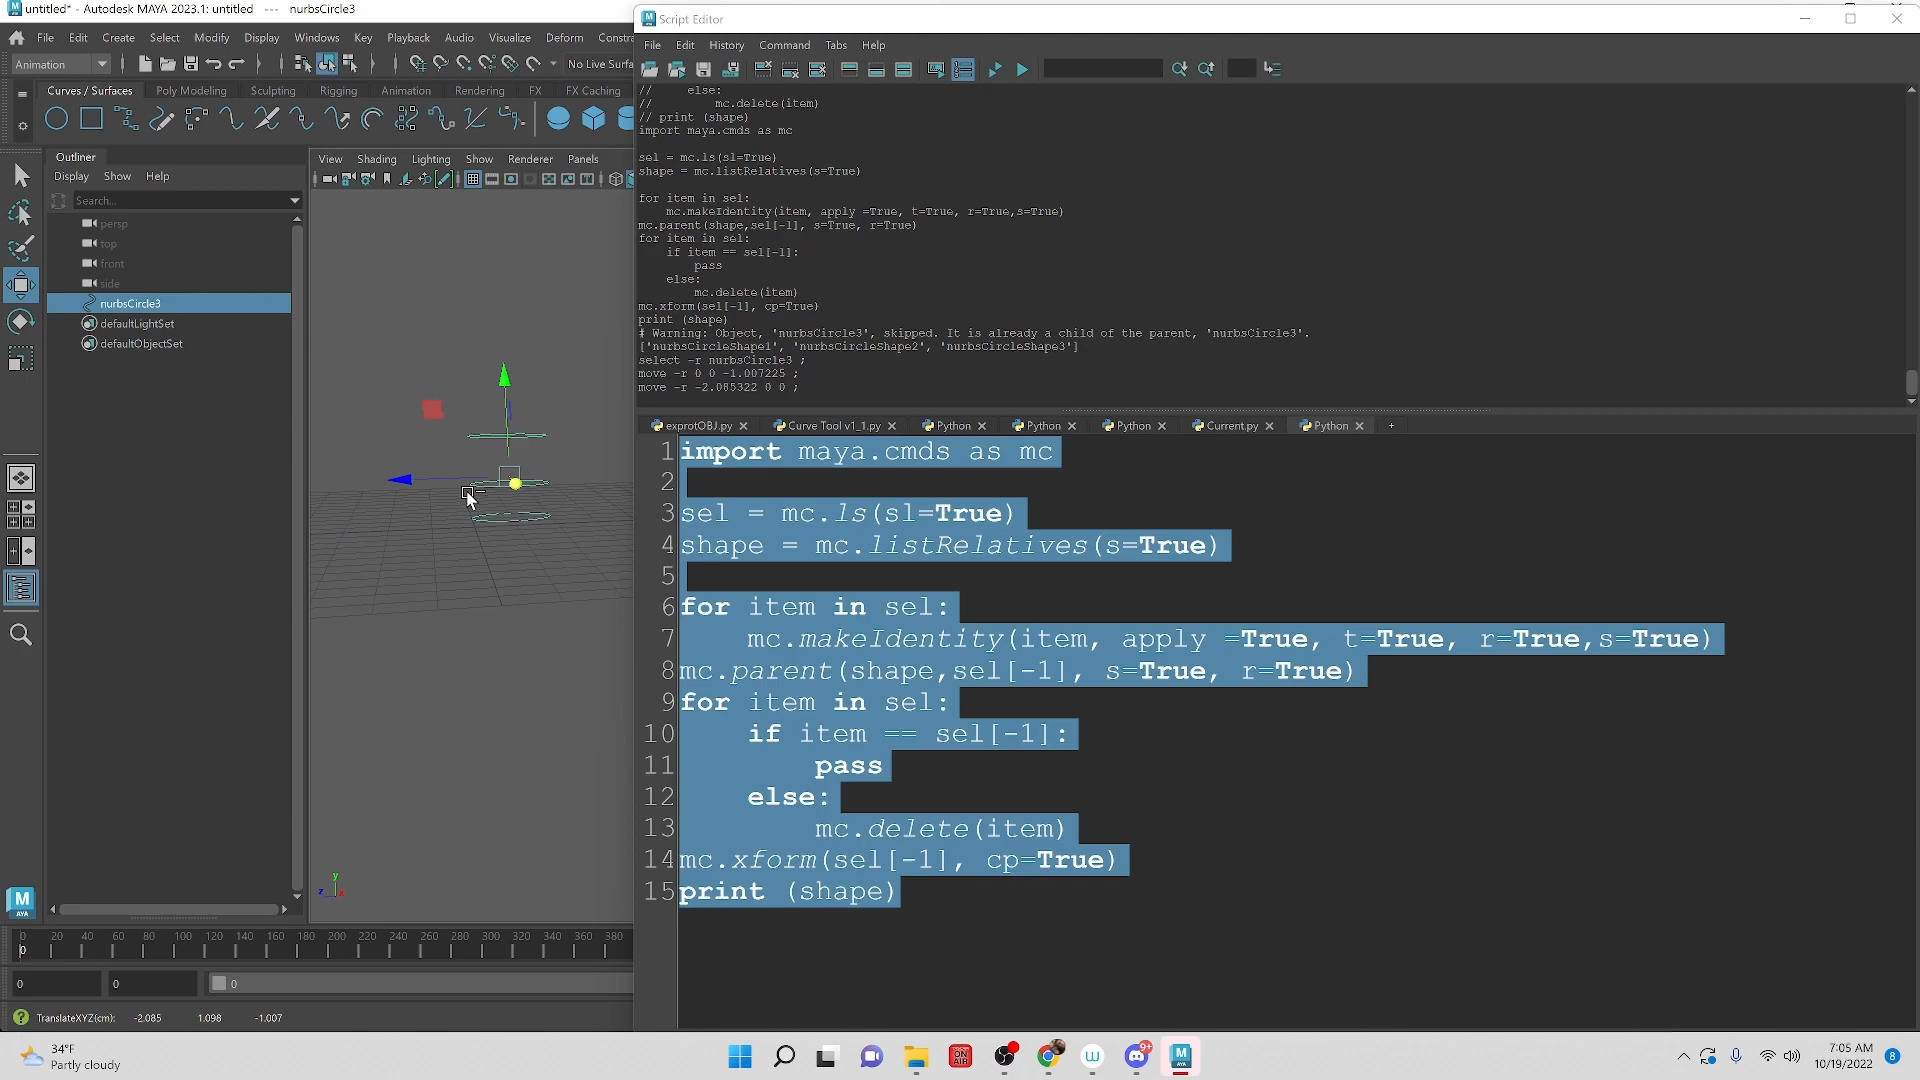 untitled* - Autodesk MAYA 2023.1: untitled --- nurbsCircle3
File Edit Create Select Modify Display Windows Key Playback Audio Visualize Deform Constra
Animation
No Live Surfa
Curves / Surfaces Poly Modeling Sculpting Rigging Animation Rendering FX FX Caching
Outliner
Display Show Help
Search...
persp
top
front
side
nurbsCircle3
defaultLightSet
defaultObjectSet
View Shading Lighting Show Renderer Panels
y
z x
Script Editor
File Edit History Command Tabs Help
// else:
// mc.delete(item)
// print (shape)
import maya.cmds as mc
sel = mc.ls(sl=True)
shape = mc.listRelatives(s=True)
for item in sel:
mc.makeIdentity(item, apply =True, t=True, r=True,s=True)
mc.parent(shape,sel[-1], s=True, r=True)
for item in sel:
if item == sel[-1]:
pass
else:
mc.delete(item)
mc.xform(sel[-1], cp=True)
print (shape)
# Warning: Object, 'nurbsCircle3', skipped. It is already a child of the parent, 'nurbsCircle3'.
['nurbsCircleShape1', 'nurbsCircleShape2', 'nurbsCircleShape3']
select -r nurbsCircle3 ;
move -r 0 0 -1.007225 ;
move -r -2.085322 0 0 ;
exprotOBJ.py Curve Tool v1_1.py Python Python Python Current.py Python +
1 import maya.cmds as mc
2
3 sel = mc.ls(sl=True)
4 shape = mc.listRelatives(s=True)
5
6 for item in sel:
7 mc.makeIdentity(item, apply =True, t=True, r=True,s=True)
8 mc.parent(shape,sel[-1], s=True, r=True)
9 for item in sel:
10 if item == sel[-1]:
11 pass
12 else:
13 mc.delete(item)
14 mc.xform(sel[-1], cp=True)
15 print (shape)
M
AYA
0 20 40 60 80 100 120 140 160 180 200 220 240 260 280 300 320 340 360 380
0
0 0 0
TranslateXYZ(cm): -2.085 1.098 -1.007
34°F
Partly cloudy
ON AIR
9+
7:05 AM
10/19/2022
8